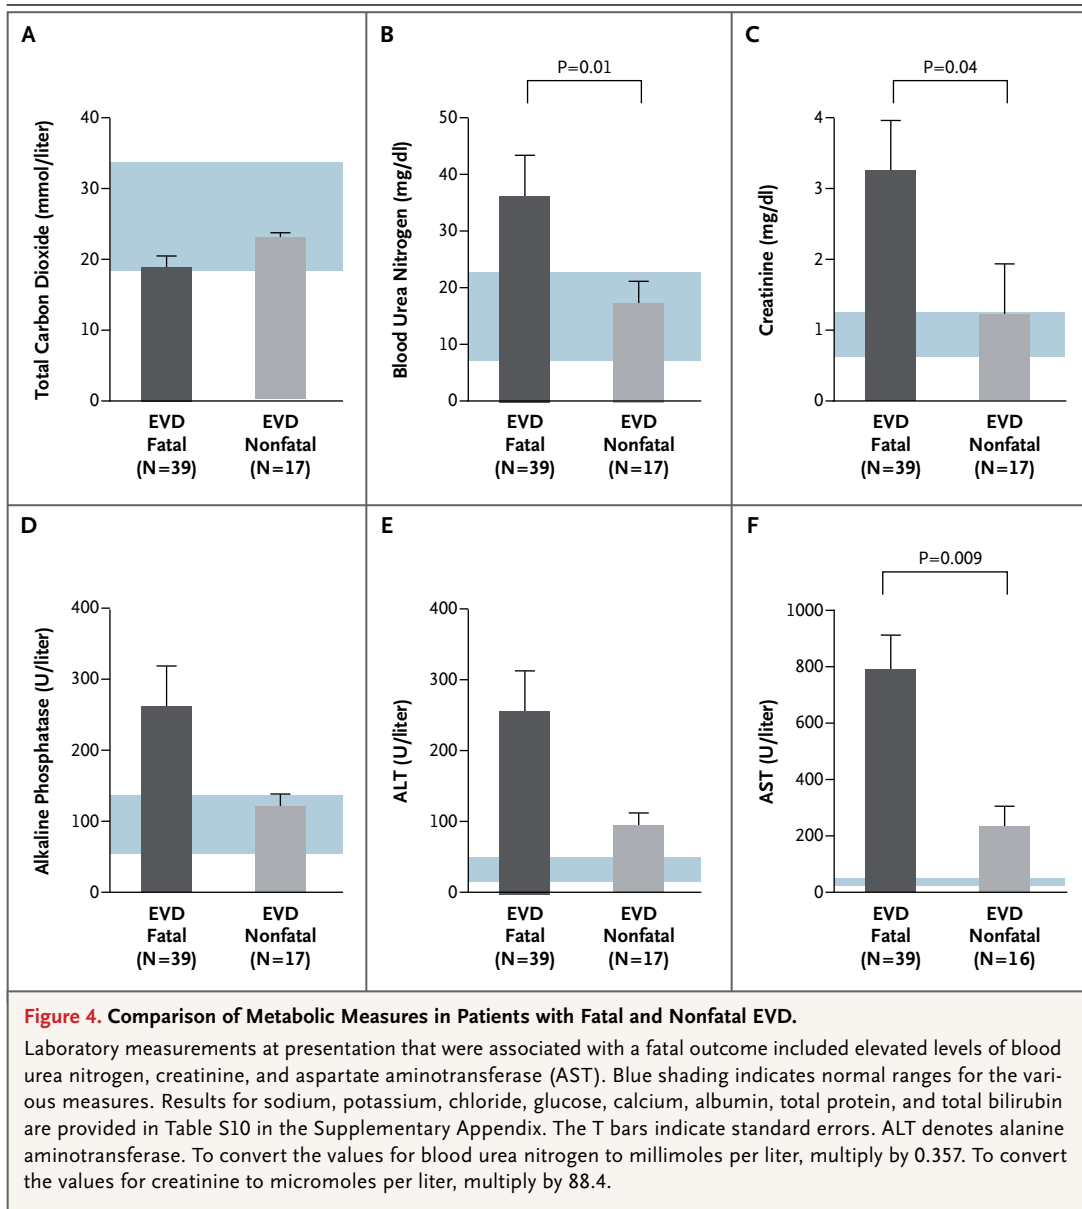 A
Total Carbon Dioxide (mmol/liter)
40
30
20
10
0
EVD
Fatal
(N=39)
EVD
Nonfatal
(N=17)
B
P=0.01
Blood Urea Nitrogen (mg/dl)
50
40
30
20
10
0
EVD
Fatal
(N=39)
EVD
Nonfatal
(N=17)
C
P=0.04
Creatinine (mg/dl)
4
3
2
1
0
EVD
Fatal
(N=39)
EVD
Nonfatal
(N=17)
D
Alkaline Phosphatase (U/liter)
400
300
200
100
0
EVD
Fatal
(N=39)
EVD
Nonfatal
(N=17)
E
ALT (U/liter)
400
300
200
100
0
EVD
Fatal
(N=39)
EVD
Nonfatal
(N=17)
F
P=0.009
AST (U/liter)
1000
800
600
400
200
0
EVD
Fatal
(N=39)
EVD
Nonfatal
(N=16)
Figure 4. Comparison of Metabolic Measures in Patients with Fatal and Nonfatal EVD.
Laboratory measurements at presentation that were associated with a fatal outcome included elevated levels of blood
urea nitrogen, creatinine, and aspartate aminotransferase (AST). Blue shading indicates normal ranges for the vari-
ous measures. Results for sodium, potassium, chloride, glucose, calcium, albumin, total protein, and total bilirubin
are provided in Table S10 in the Supplementary Appendix. The T bars indicate standard errors. ALT denotes alanine
aminotransferase. To convert the values for blood urea nitrogen to millimoles per liter, multiply by 0.357. To convert
the values for creatinine to micromoles per liter, multiply by 88.4.